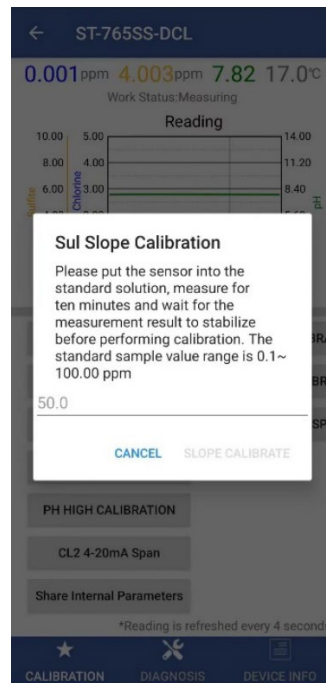 ← ST-765SS-DCL
0.001ppm 4.003ppm 7.82 17.0℃
Work Status:Measuring
Reading
10.00 5.00 14.00
8.00 4.00 11.20
6.00 3.00 8.40
Sulfite
Chlorine
pH
Sul Slope Calibration
Please put the sensor into the
standard solution, measure for
ten minutes and wait for the
measurement result to stabilize
before performing calibration. The
standard sample value range is 0.1~
100.00 ppm
50.0
CANCEL SLOPE CALIBRATE
PH HIGH CALIBRATION
CL2 4-20mA Span
Share Internal Parameters
*Reading is refreshed every 4 seconds
CALIBRATION DIAGNOSIS DEVICE INFO